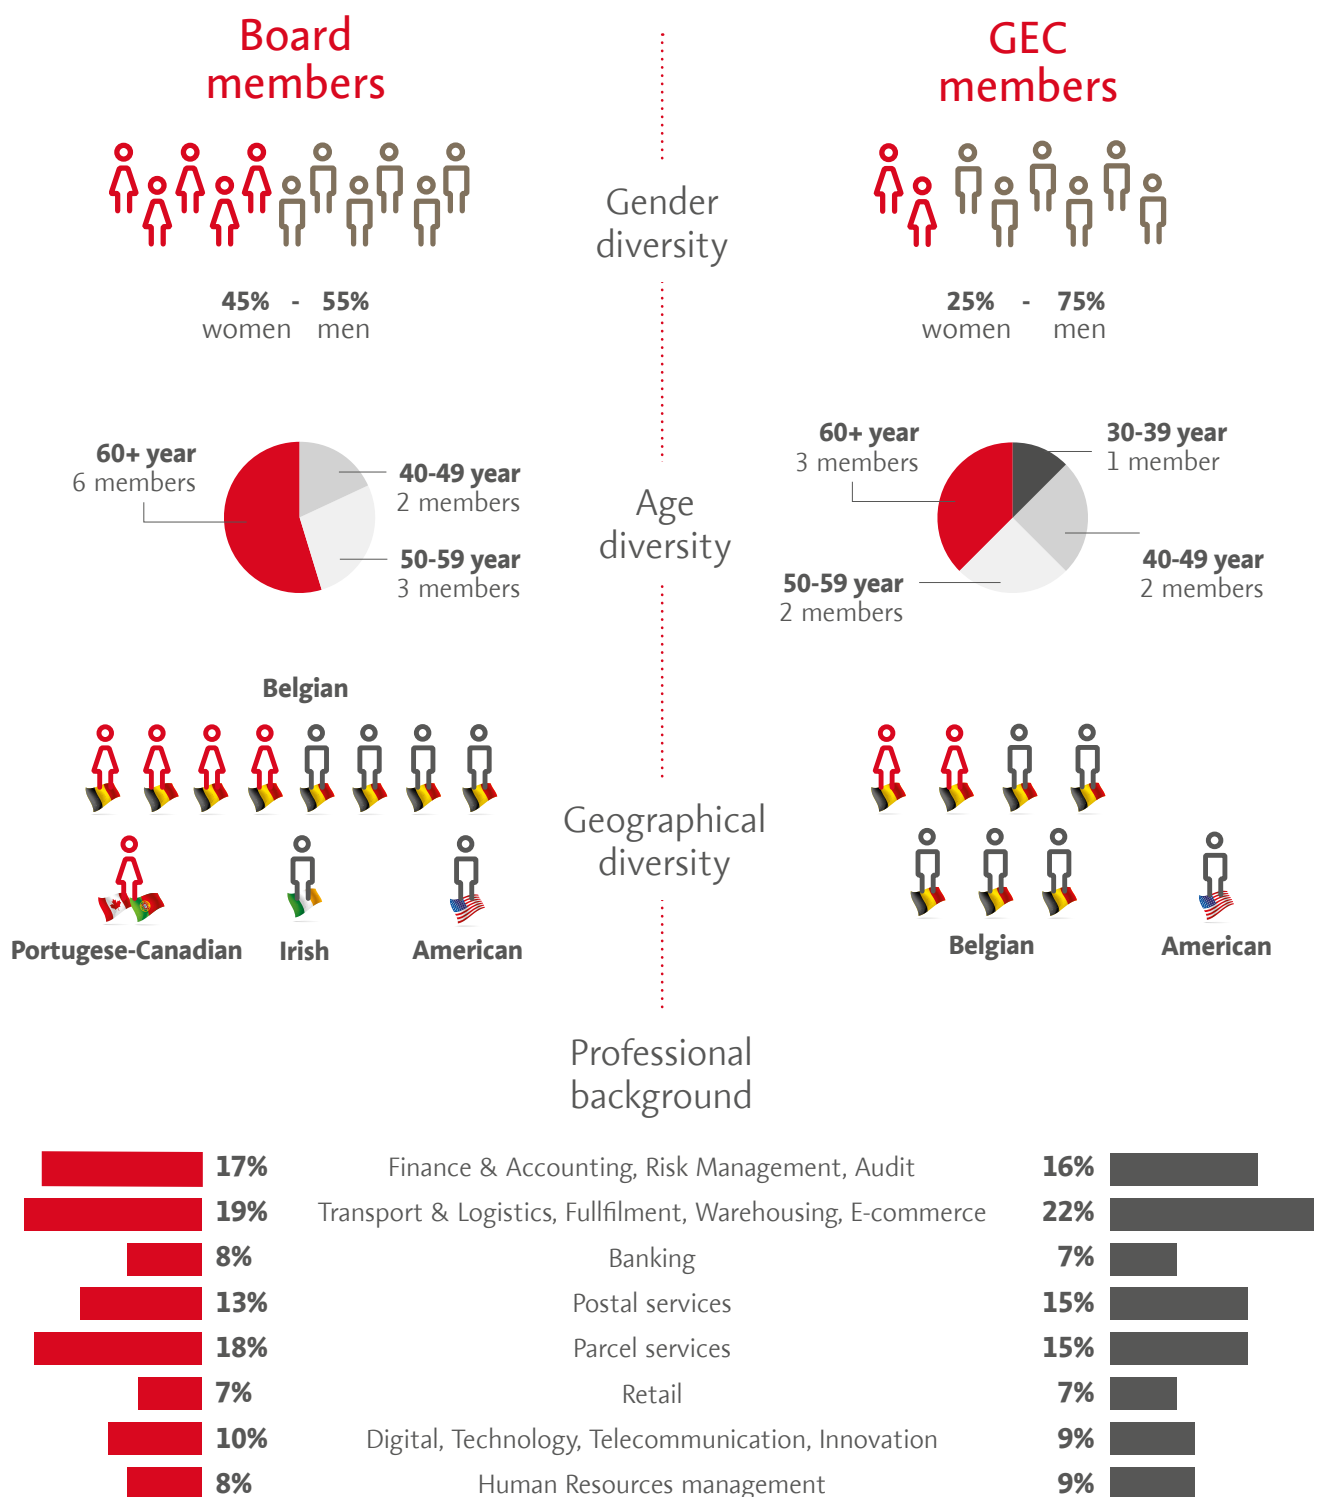 Board
members
GEC
members
Gender
diversity
45% - 55%
women men
25% - 75%
women men
60+ year
6 members
40-49 year
2 members
50-59 year
3 members
Age
diversity
60+ year
3 members
30-39 year
1 member
40-49 year
2 members
50-59 year
2 members
Belgian
Geographical
diversity
Portugese-Canadian
Irish
American
Belgian
American
Professional
background
17% Finance & Accounting, Risk Management, Audit 16%
19% Transport & Logistics, Fullfilment, Warehousing, E-commerce 22%
8% Banking 7%
13% Postal services 15%
18% Parcel services 15%
7% Retail 7%
10% Digital, Technology, Telecommunication, Innovation 9%
8% Human Resources management 9%